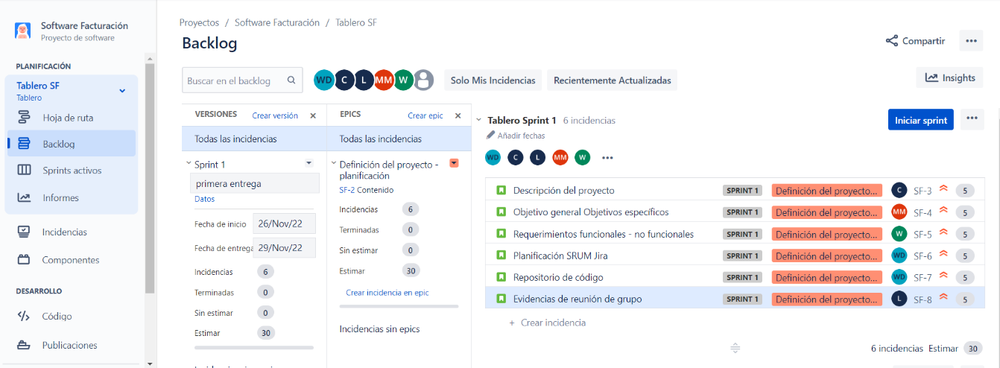 Software Facturación
Proyecto de software
PLANIFICACIÓN
Tablero SF
Tablero
Hoja de ruta
Backlog
Sprints activos
Informes
Incidencias
Componentes
DESARROLLO
Código
Publicaciones
Proyectos / Software Facturación / Tablero SF
Backlog
Compartir
Buscar en el backlog
WD C L MM W
Solo Mis Incidencias
Recientemente Actualizadas
Insights
VERSIONES Crear versión
Todas las incidencias
Sprint 1
primera entrega
Datos
Fecha de inicio 26/Nov/22
Fecha de entrega 29/Nov/22
Incidencias 6
Terminadas 0
Sin estimar 0
Estimar 30
EPICS Crear epic
Todas las incidencias
Definición del proyecto -
planificación
SF-2 Contenido
Incidencias 6
Terminadas 0
Sin estimar 0
Estimar 30
Crear incidencia en epic
Incidencias sin epics
Tablero Sprint 1 6 incidencias
Iniciar sprint
Añadir fechas
WD C L MM W
Descripción del proyecto SPRINT 1 Definición del proyecto... C SF-3 5
Objetivo general Objetivos específicos SPRINT 1 Definición del proyecto... MM SF-4 5
Requerimientos funcionales - no funcionales SPRINT 1 Definición del proyecto... W SF-5 5
Planificación SRUM Jira SPRINT 1 Definición del proyecto... WD SF-6 5
Repositorio de código SPRINT 1 Definición del proyecto... WD SF-7 5
Evidencias de reunión de grupo SPRINT 1 Definición del proyecto... L SF-8 5
+ Crear incidencia
6 incidencias Estimar 30